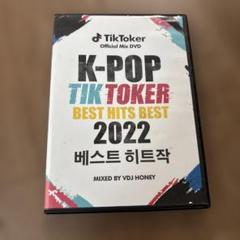 TikToker
Official Mix DVD
K-POP
TIKTOKER
BEST HITS BEST
2022
베스트 히트작
MIXED BY VDJ HONEY